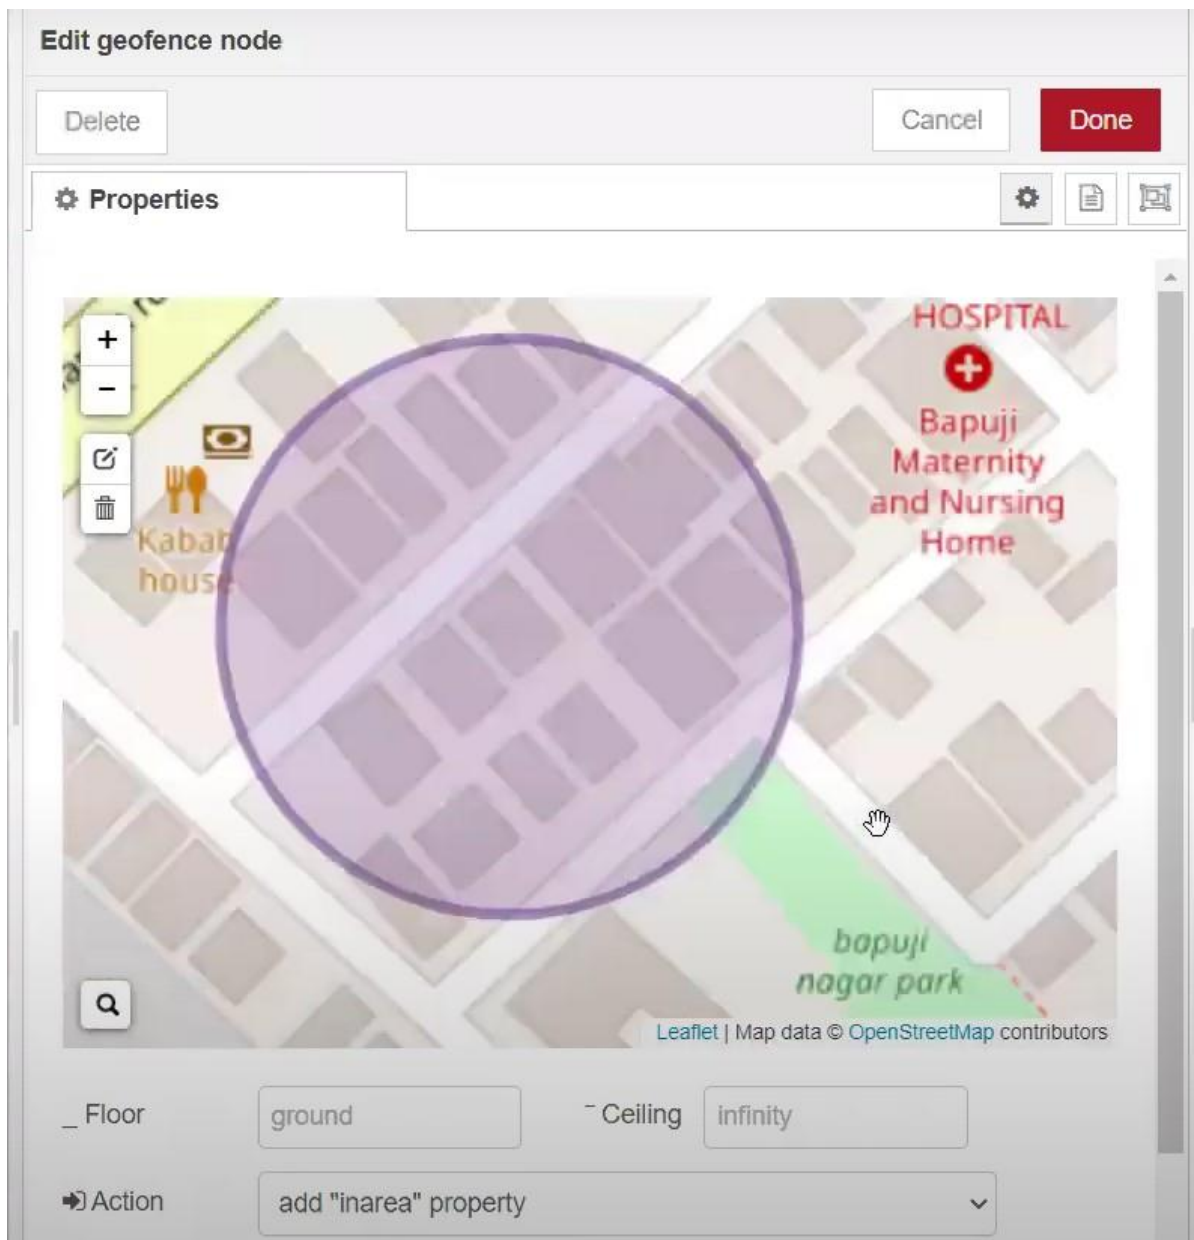 Edit geofence node
Delete
Cancel
Done
Properties
+
−
HOSPITAL
Bapuji
Maternity
and Nursing
Home
Kabab
house
bapuji
nagar park
Leaflet | Map data © OpenStreetMap contributors
_ Floor
ground
‾ Ceiling
infinity
Action
add "inarea" property